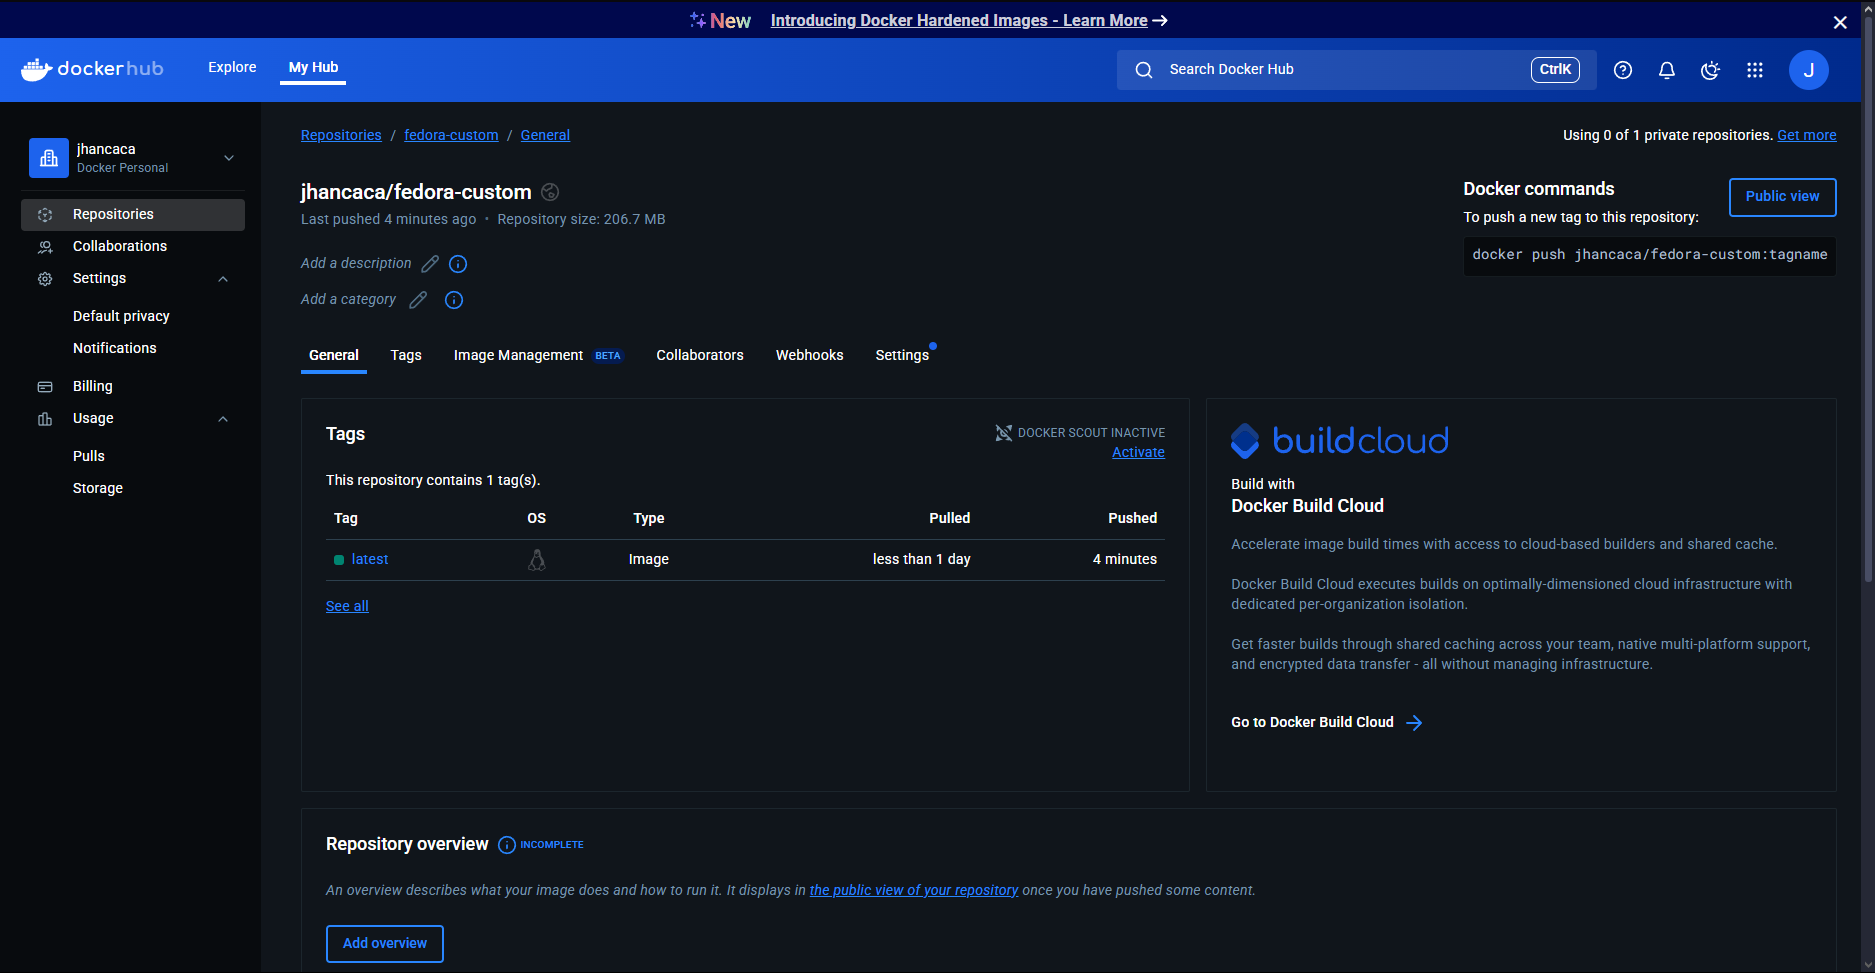 New Introducing Docker Hardened Images - Learn More →
dockerhub Explore My Hub Search Docker Hub CtrlK J
jhancaca
Docker Personal
Repositories
Collaborations
Settings
Default privacy
Notifications
Billing
Usage
Pulls
Storage
Repositories / fedora-custom / General
Using 0 of 1 private repositories. Get more
jhancaca/fedora-custom
Last pushed 4 minutes ago • Repository size: 206.7 MB
Add a description
Add a category
Docker commands
Public view
To push a new tag to this repository:
docker push jhancaca/fedora-custom:tagname
General Tags Image Management BETA Collaborators Webhooks Settings
Tags
DOCKER SCOUT INACTIVE
Activate
This repository contains 1 tag(s).
Tag OS Type Pulled Pushed
latest Image less than 1 day 4 minutes
See all
buildcloud
Build with
Docker Build Cloud
Accelerate image build times with access to cloud-based builders and shared cache.
Docker Build Cloud executes builds on optimally-dimensioned cloud infrastructure with
dedicated per-organization isolation.
Get faster builds through shared caching across your team, native multi-platform support,
and encrypted data transfer - all without managing infrastructure.
Go to Docker Build Cloud →
Repository overview INCOMPLETE
An overview describes what your image does and how to run it. It displays in the public view of your repository once you have pushed some content.
Add overview